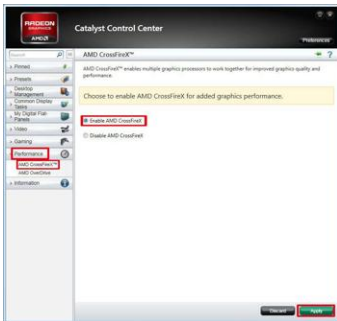 RADEON
GRAPHICS
AMD
Catalyst Control Center
Preferences
Search
AMD CrossFireX™
Pinned
Presets
Desktop
Management
Common Display
Tasks
My Digital Flat-
Panels
Video
Gaming
Performance
AMD CrossFireX™
AMD OverDrive
Information
AMD CrossFireX™ enables multiple graphics processors to work together for improved graphics quality and
performance.
Choose to enable AMD CrossFireX for added graphics performance.
Enable AMD CrossFireX
Disable AMD CrossFireX
Discard
Apply